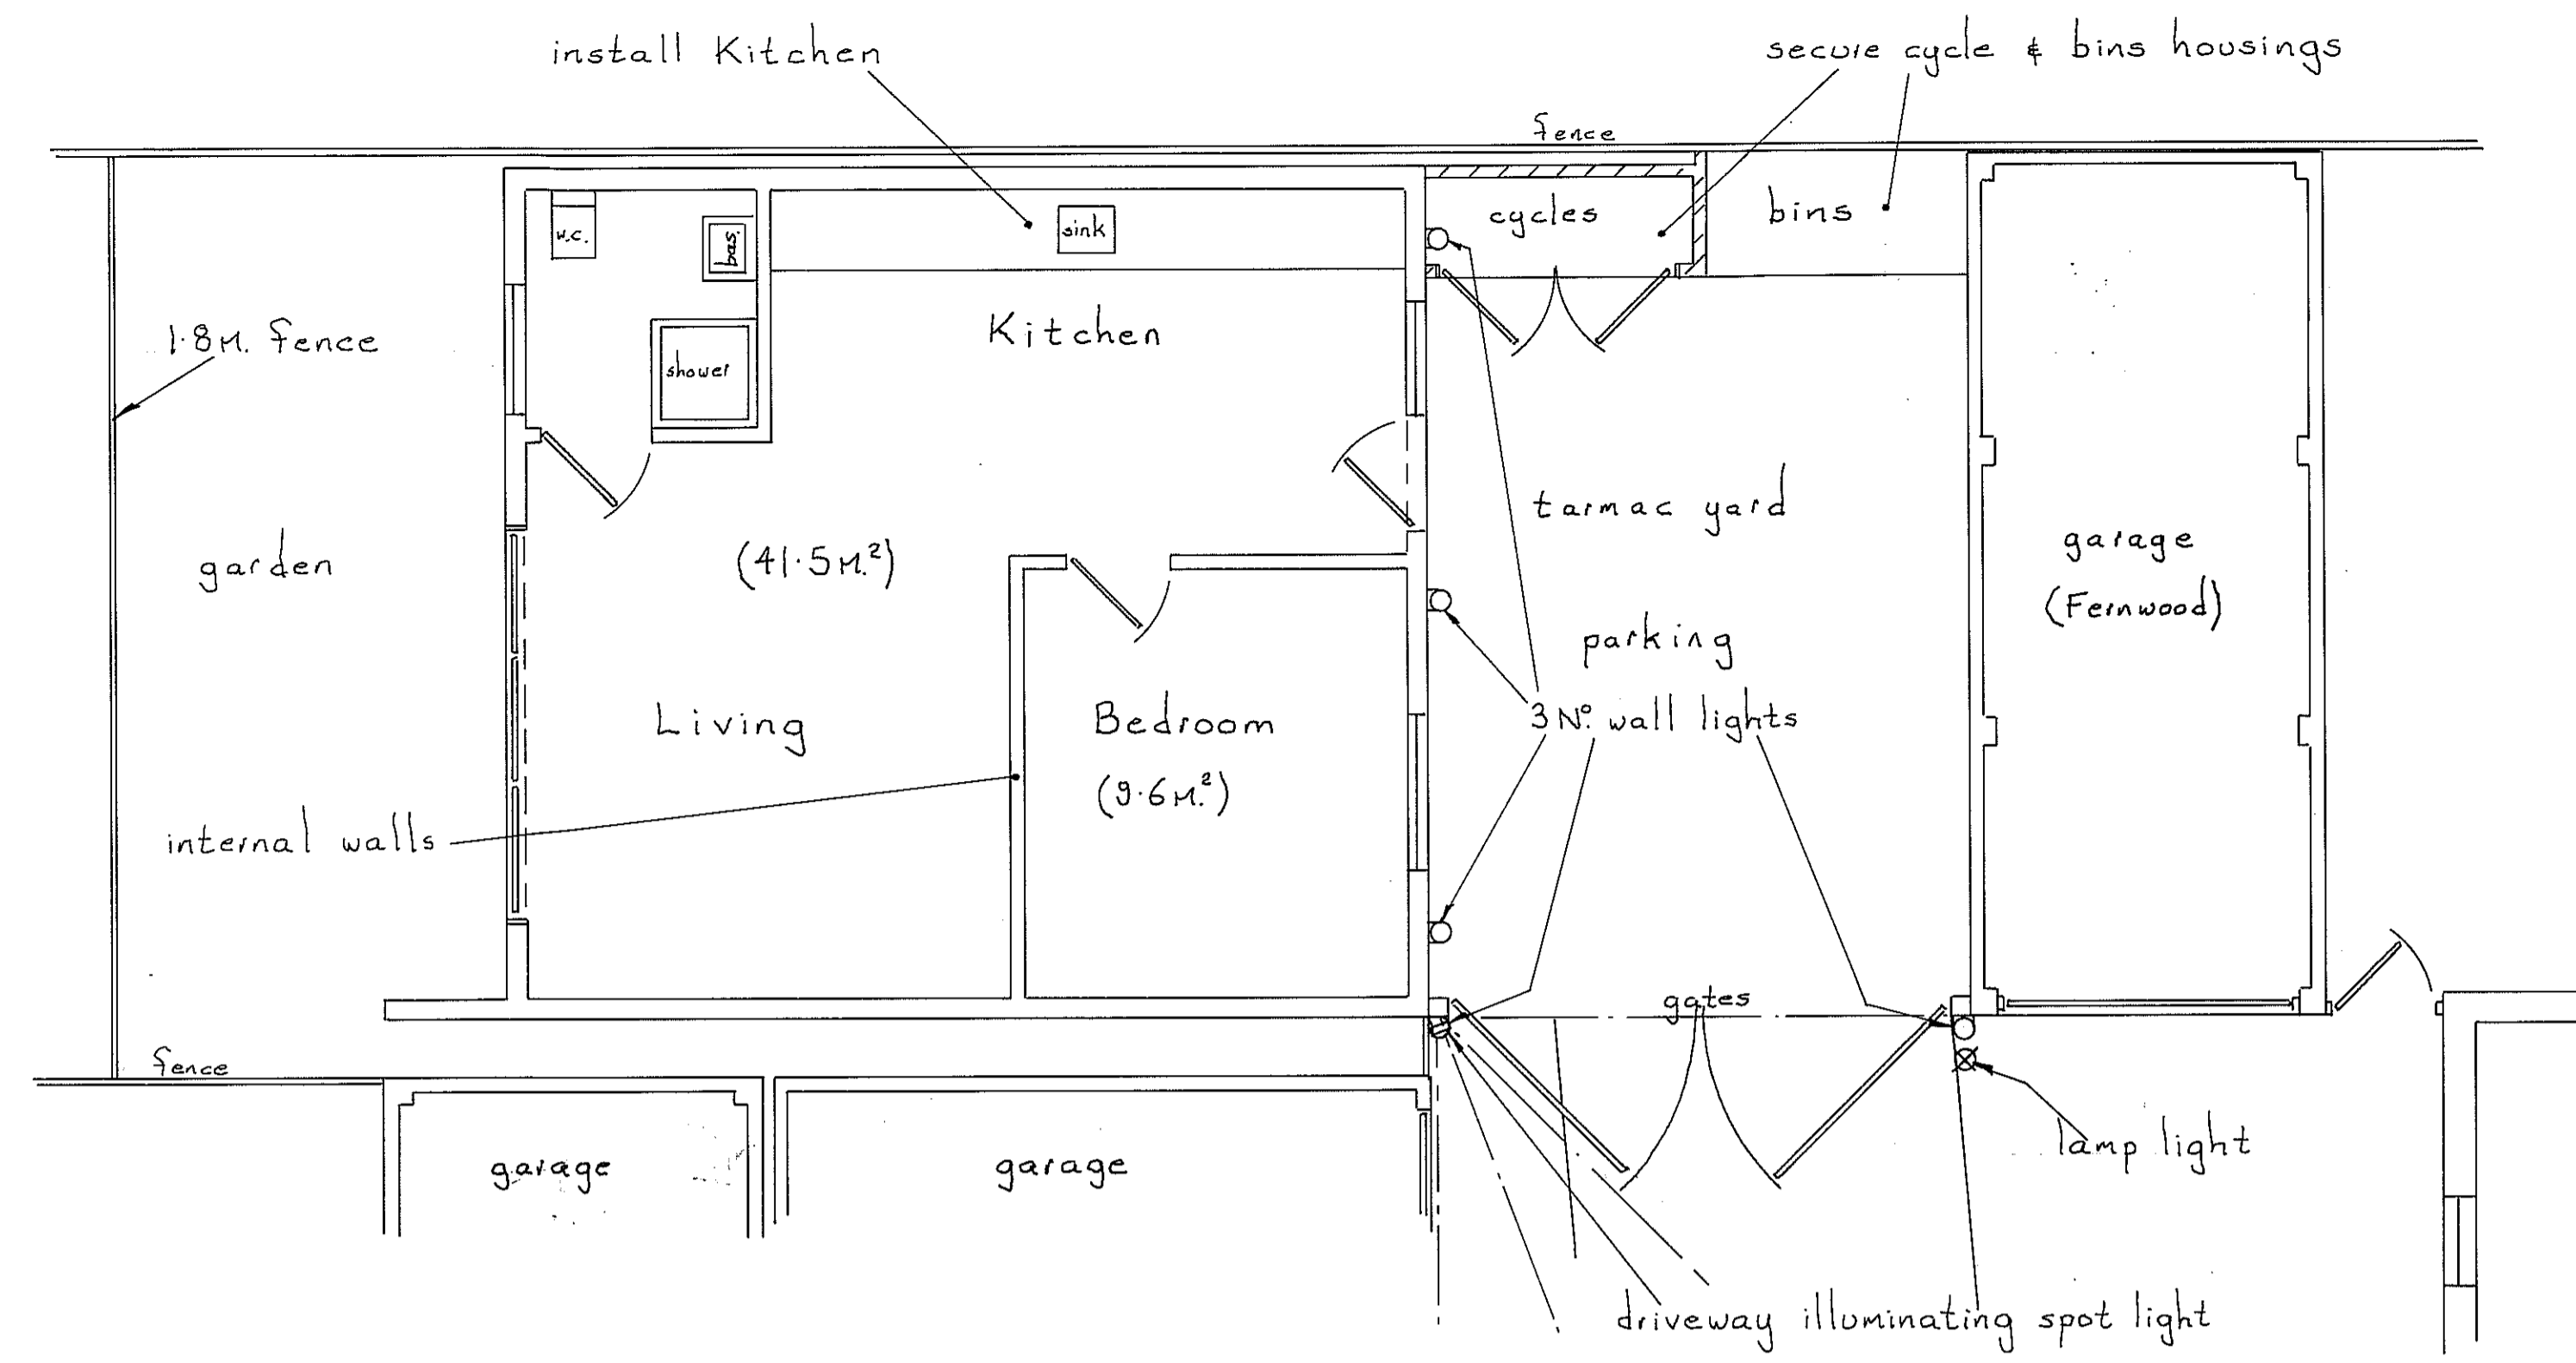 install Kitchen
secure cycle & bins housings
fence
w.c.
bas.
sink
cycles
bins
Kitchen
1.8M. fence
shower
tarmac yard
garage
(Fernwood)
garden
(41.5M.²)
parking
Living
Bedroom
3 Nº. wall lights
(9.6M.²)
internal walls
gates
fence
garage
garage
lamp light
driveway illuminating spot light